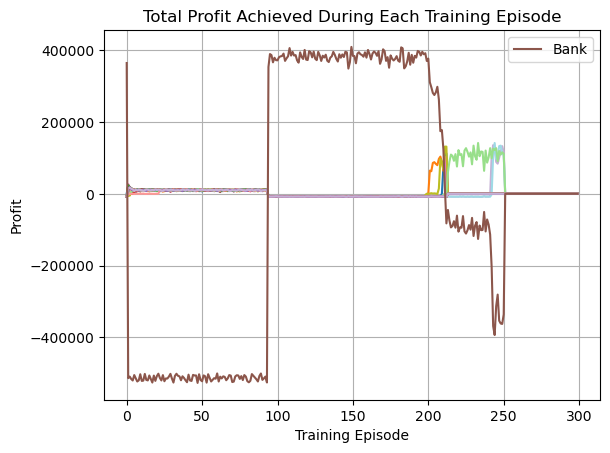 Total Profit Achieved During Each Training Episode
Bank
400000
200000
0
−200000
−400000
Profit
0 50 100 150 200 250 300
Training Episode